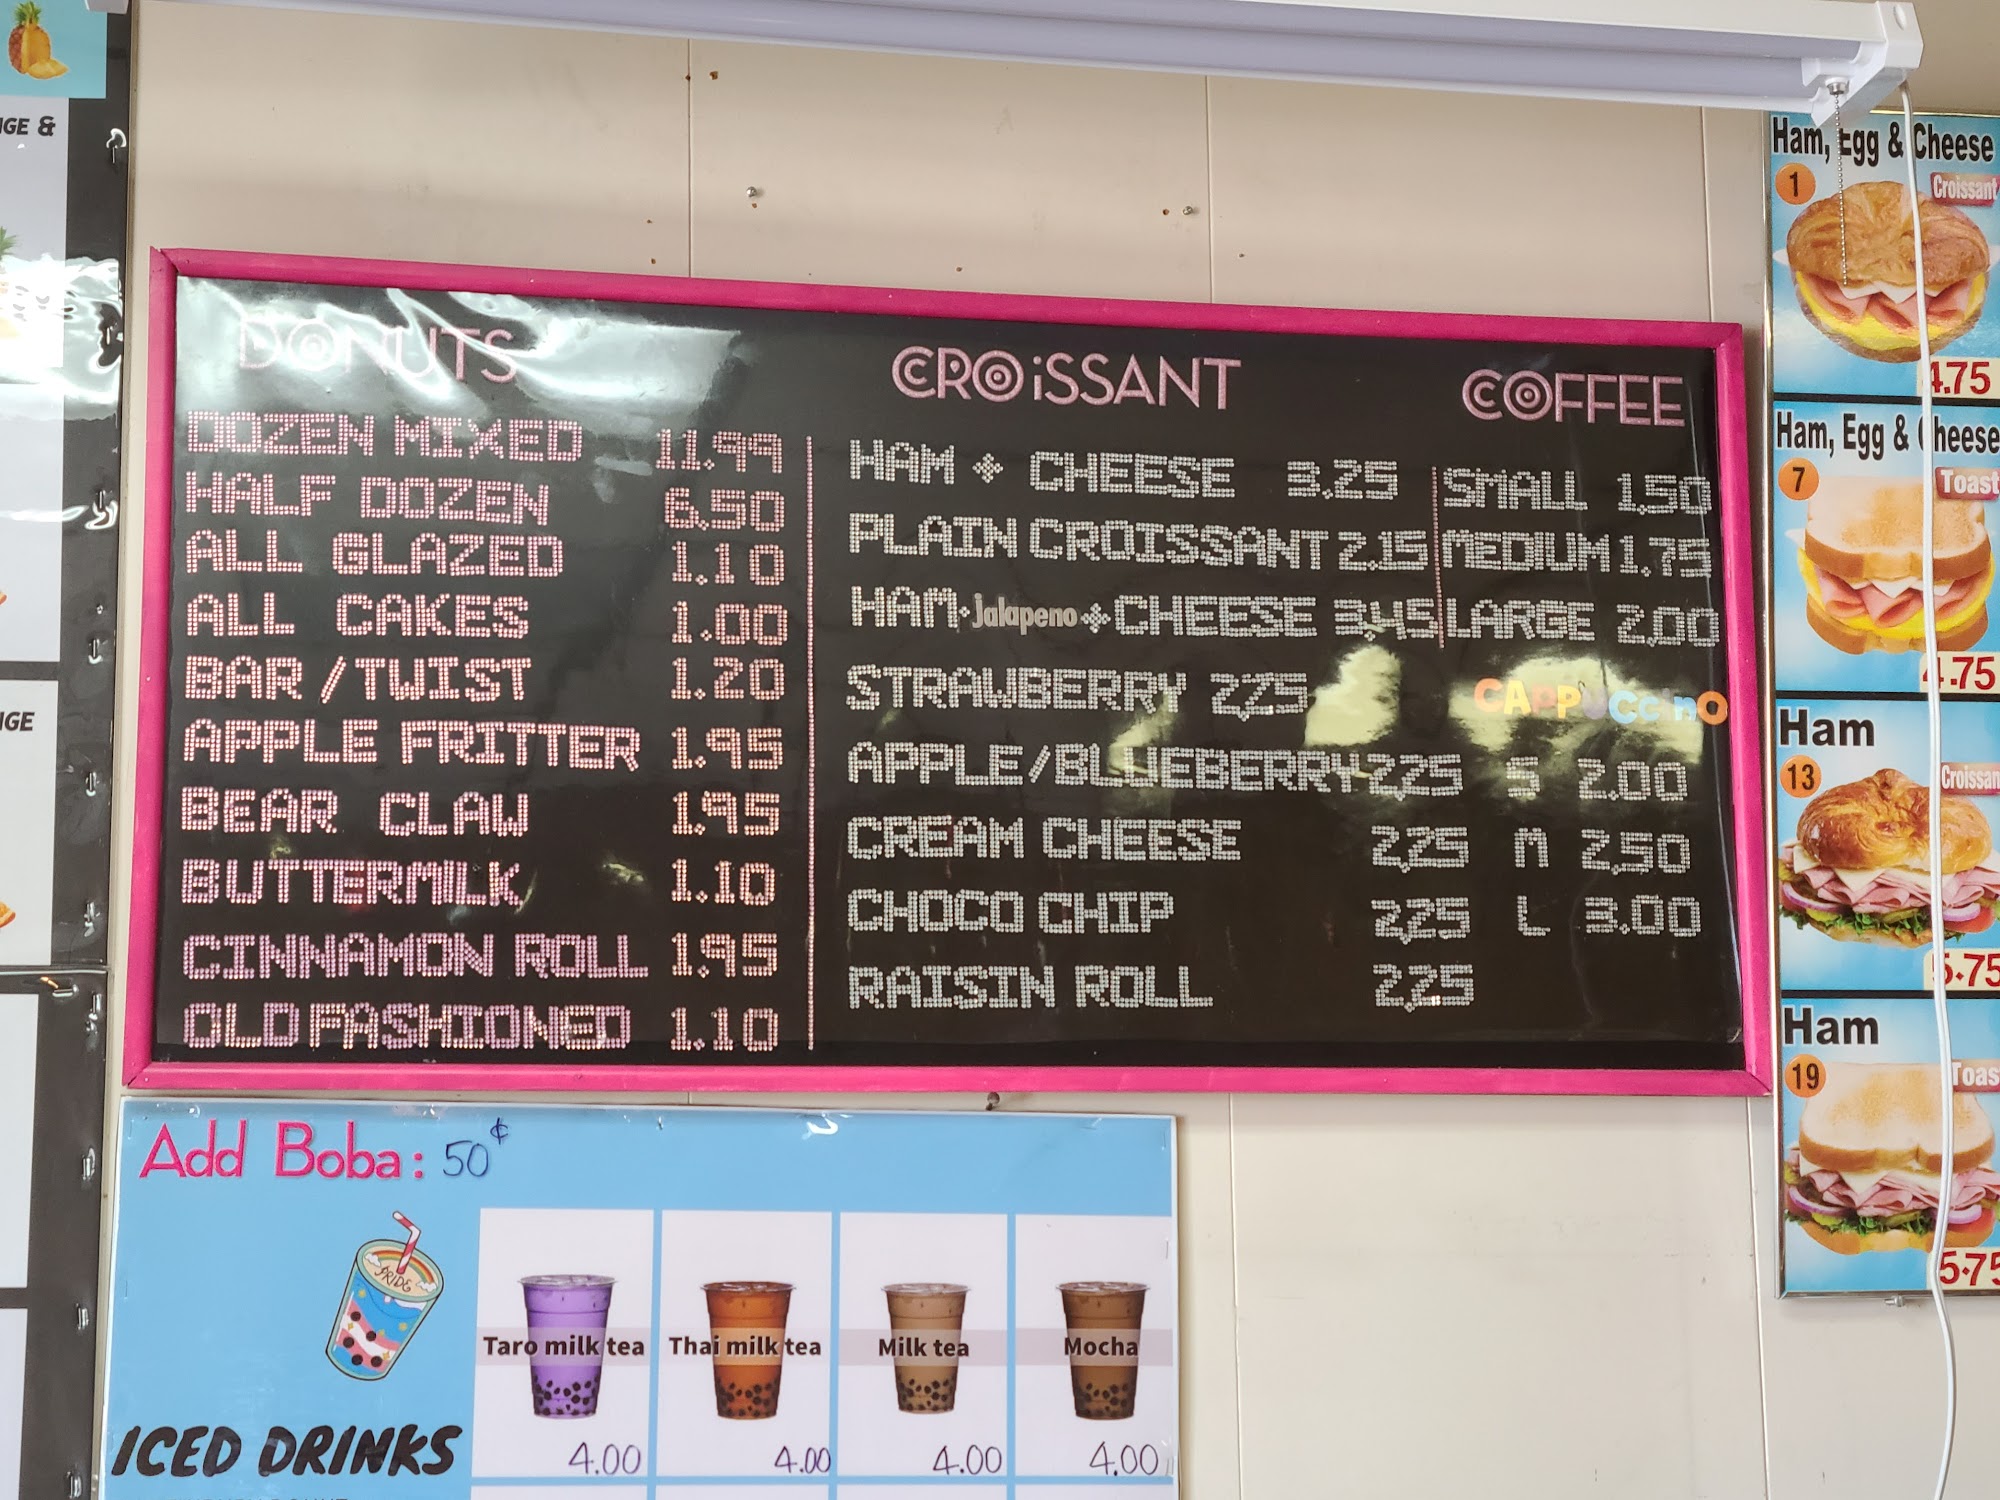 DONUTS
DOZEN MIXED 11.99
HALF DOZEN 6.50
ALL GLAZED 1.10
ALL CAKES 1.00
BAR /TWIST 1.20
APPLE FRITTER 1.95
BEAR CLAW 1.95
BUTTERMILK 1.10
CINNAMON ROLL 1.95
OLD FASHIONED 1.10
CROiSSANT
HAM + CHEESE 3.25
PLAIN CROISSANT 2.15
HAM + jalapeno + CHEESE 3.45
STRAWBERRY 2.25
APPLE/BLUEBERRY 2.25
CREAM CHEESE 2.25
CHOCO CHIP 2.25
RAISIN ROLL 2.25
COFFEE
SMALL 1.50
MEDIUM 1.75
LARGE 2.00
CAPPUCCinO
S 2.00
M 2.50
L 3.00
Add Boba: 50¢
PRIDE
ICED DRINKS
Taro milk tea
4.00
Thai milk tea
4.00
Milk tea
4.00
Mocha
4.00
Ham, Egg & Cheese
1
Croissant
4.75
Ham, Egg & Cheese
7
Toast
4.75
Ham
13
Croissan
5.75
Ham
19
Toas
5.75